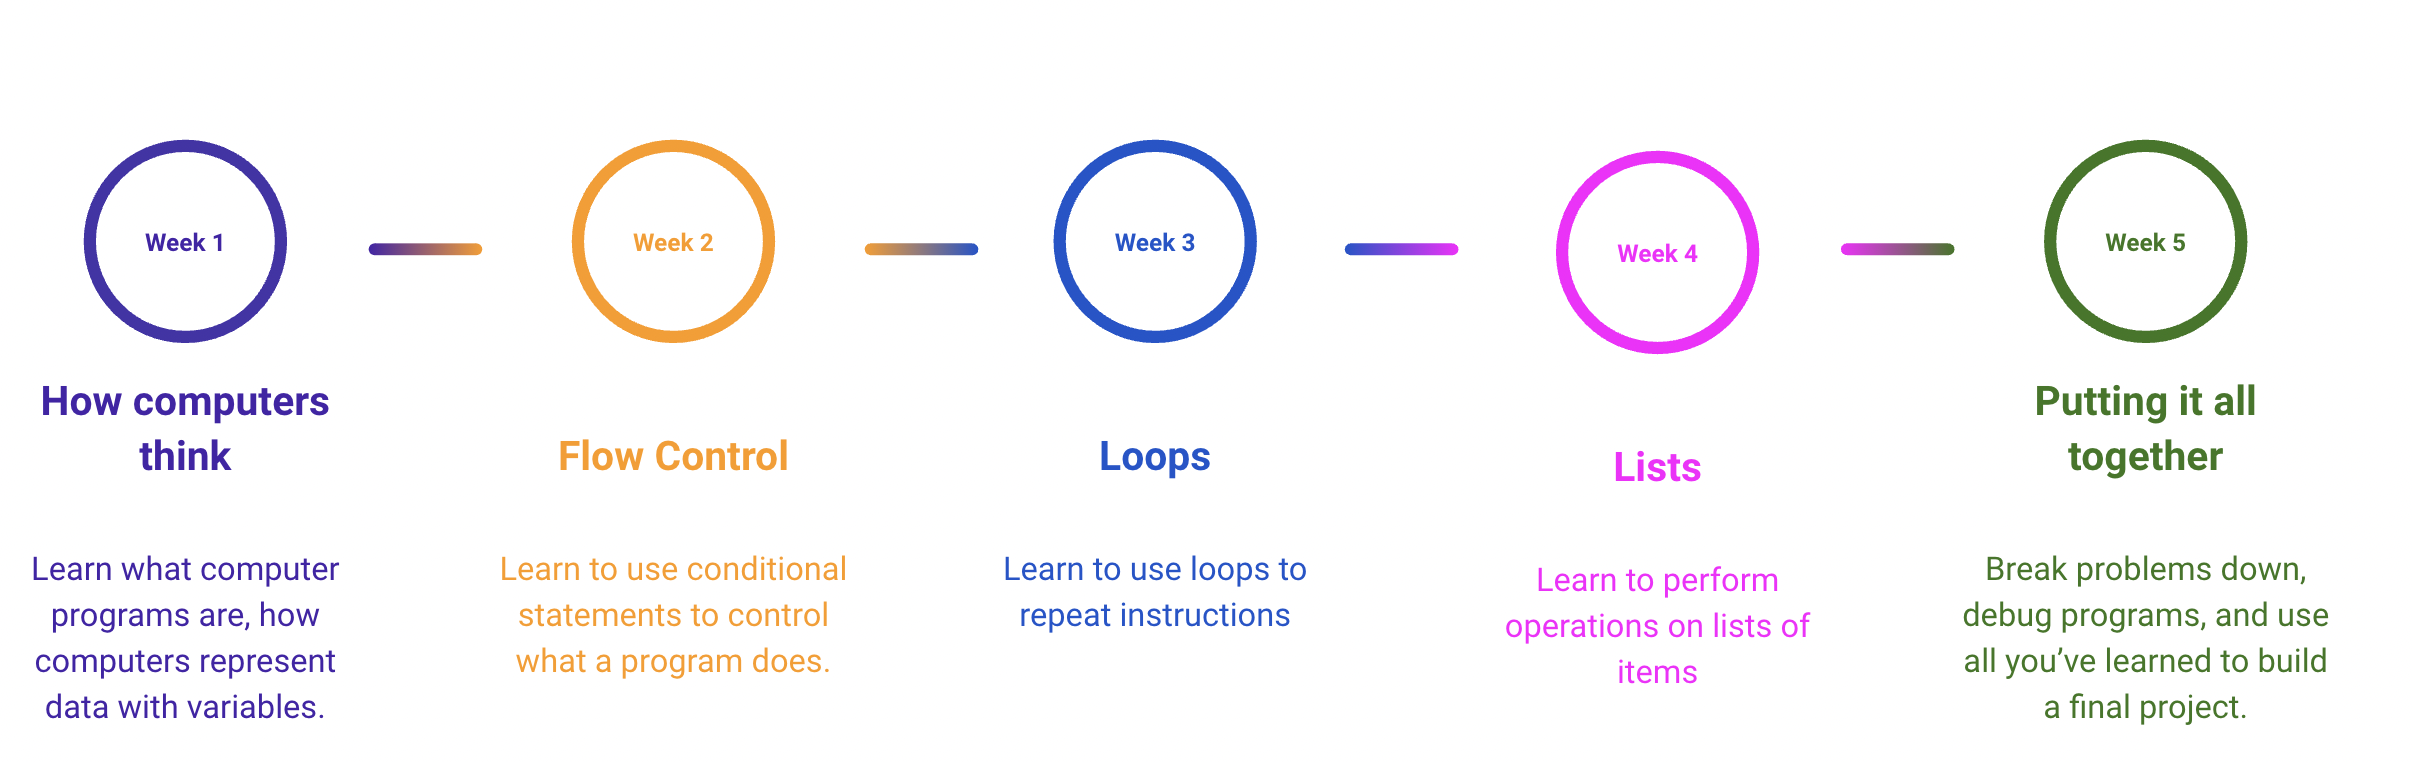 Week 1
How computers
think
Learn what computer
programs are, how
computers represent
data with variables.
Week 2
Flow Control
Learn to use conditional
statements to control
what a program does.
Week 3
Loops
Learn to use loops to
repeat instructions
Week 4
Lists
Learn to perform
operations on lists of
items
Week 5
Putting it all
together
Break problems down,
debug programs, and use
all you’ve learned to build
a final project.